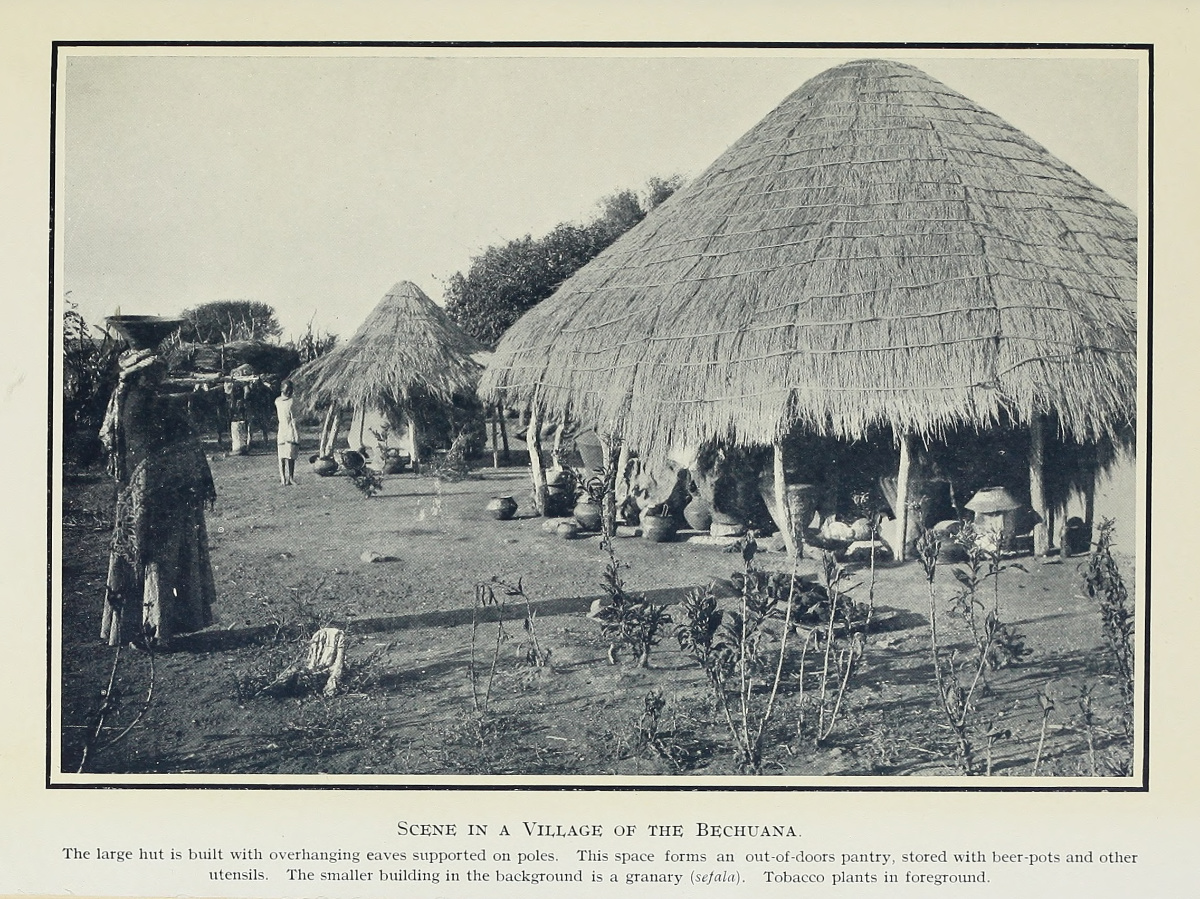 SCENE IN A VILLAGE OF THE BECHUANA.
The large hut is built with overhanging eaves supported on poles. This space forms an out-of-doors pantry, stored with beer-pots and other
utensils. The smaller building in the background is a granary (sefala). Tobacco plants in foreground.